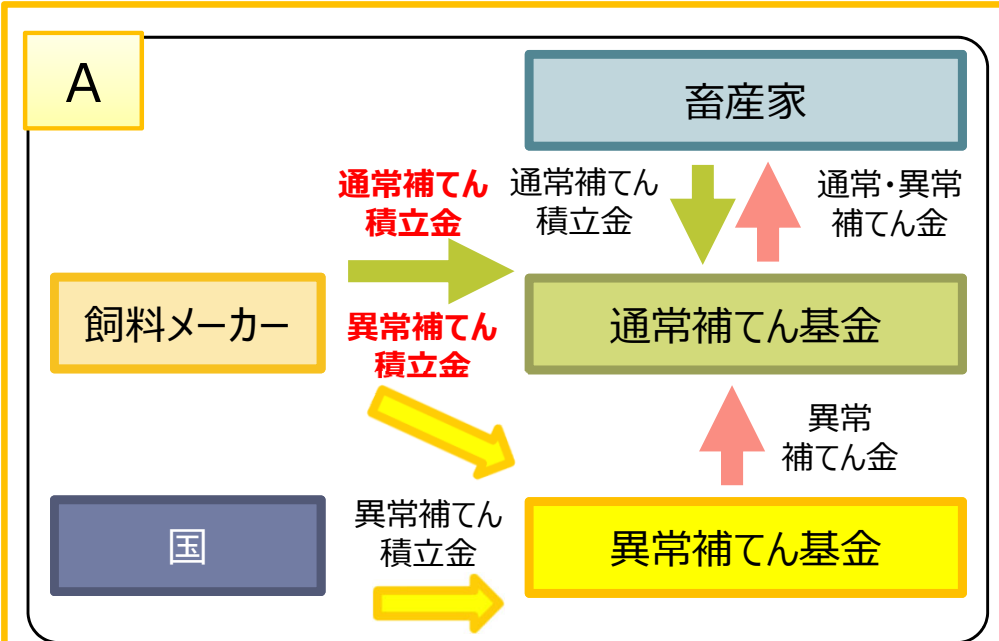 A
畜産家
通常補てん
積立金
通常補てん
積立金
通常・異常
補てん金
飼料メーカー
通常補てん基金
異常補てん
積立金
異常
補てん金
国
異常補てん
積立金
異常補てん基金